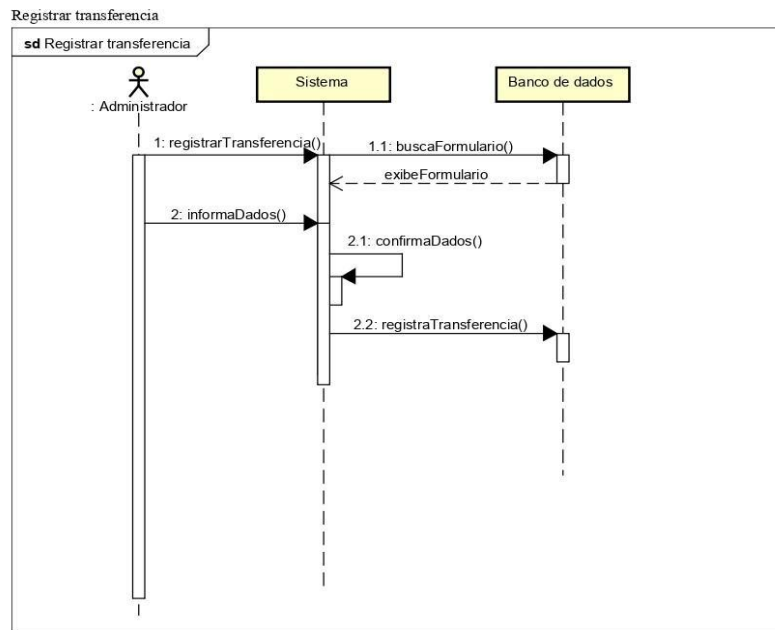 Registrar transferencia
sd Registrar transferencia
: Administrador
Sistema
Banco de dados
1: registrarTransferencia()
1.1: buscaFormulario()
exibeFormulario
2: informaDados()
2.1: confirmaDados()
2.2: registraTransferencia()